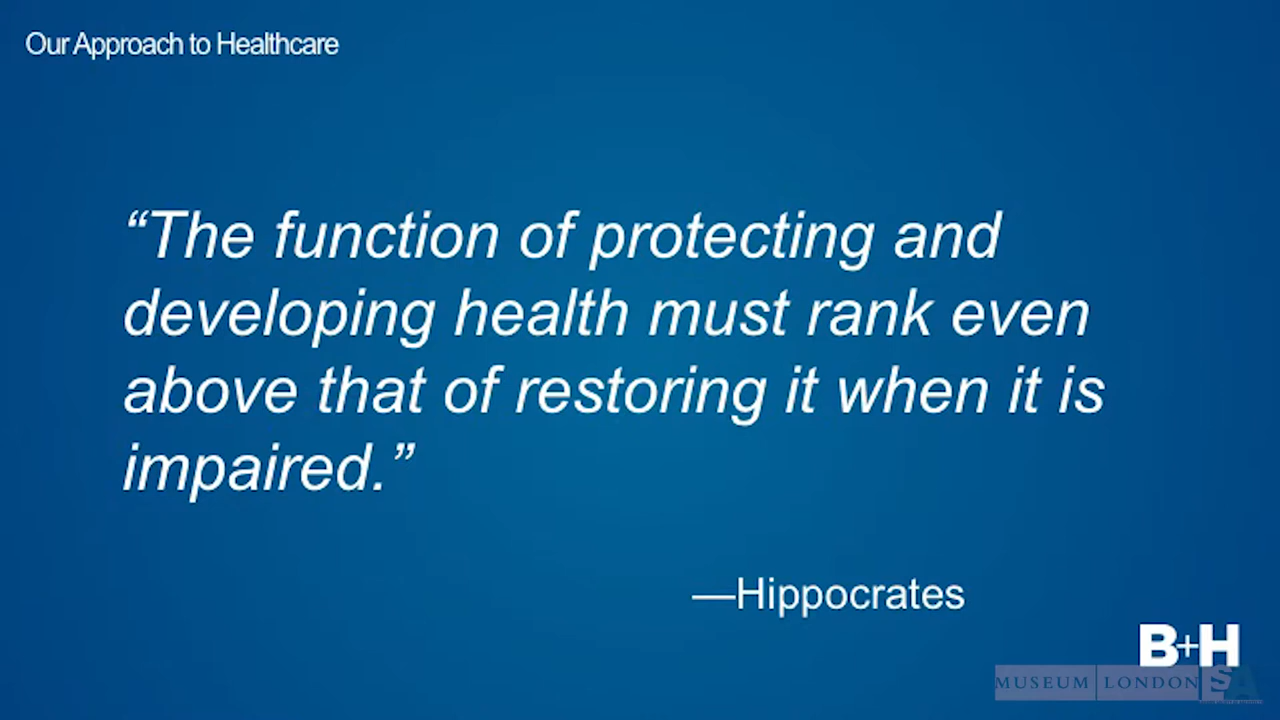 Our Approach to Healthcare
“The function of protecting and
developing health must rank even
above that of restoring it when it is
impaired.”
—Hippocrates
B+H
MUSEUM LONDON SA